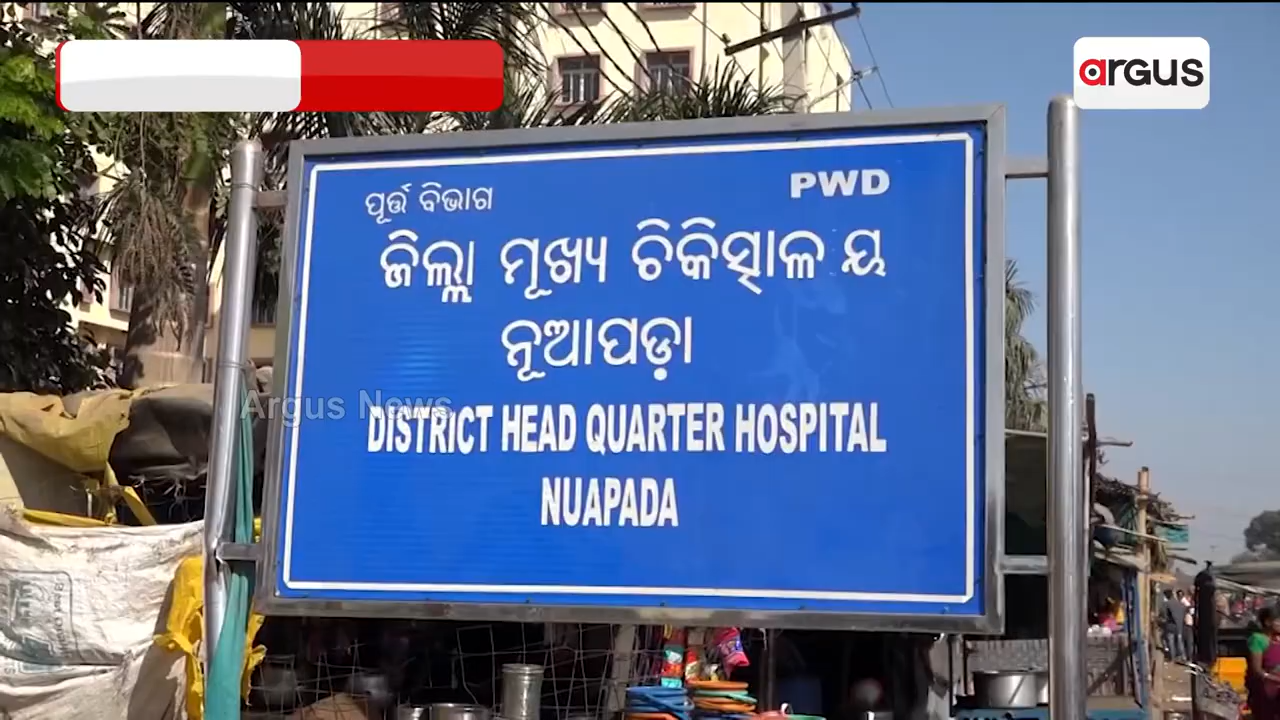 argus
ପୂର୍ତ୍ତ ବିଭାଗ PWD
ଜିଲ୍ଲା ମୂଖ୍ୟ ଚିକିତ୍ସାଳୟ
ନୂଆପଡ଼ା
Argus News
DISTRICT HEAD QUARTER HOSPITAL
NUAPADA